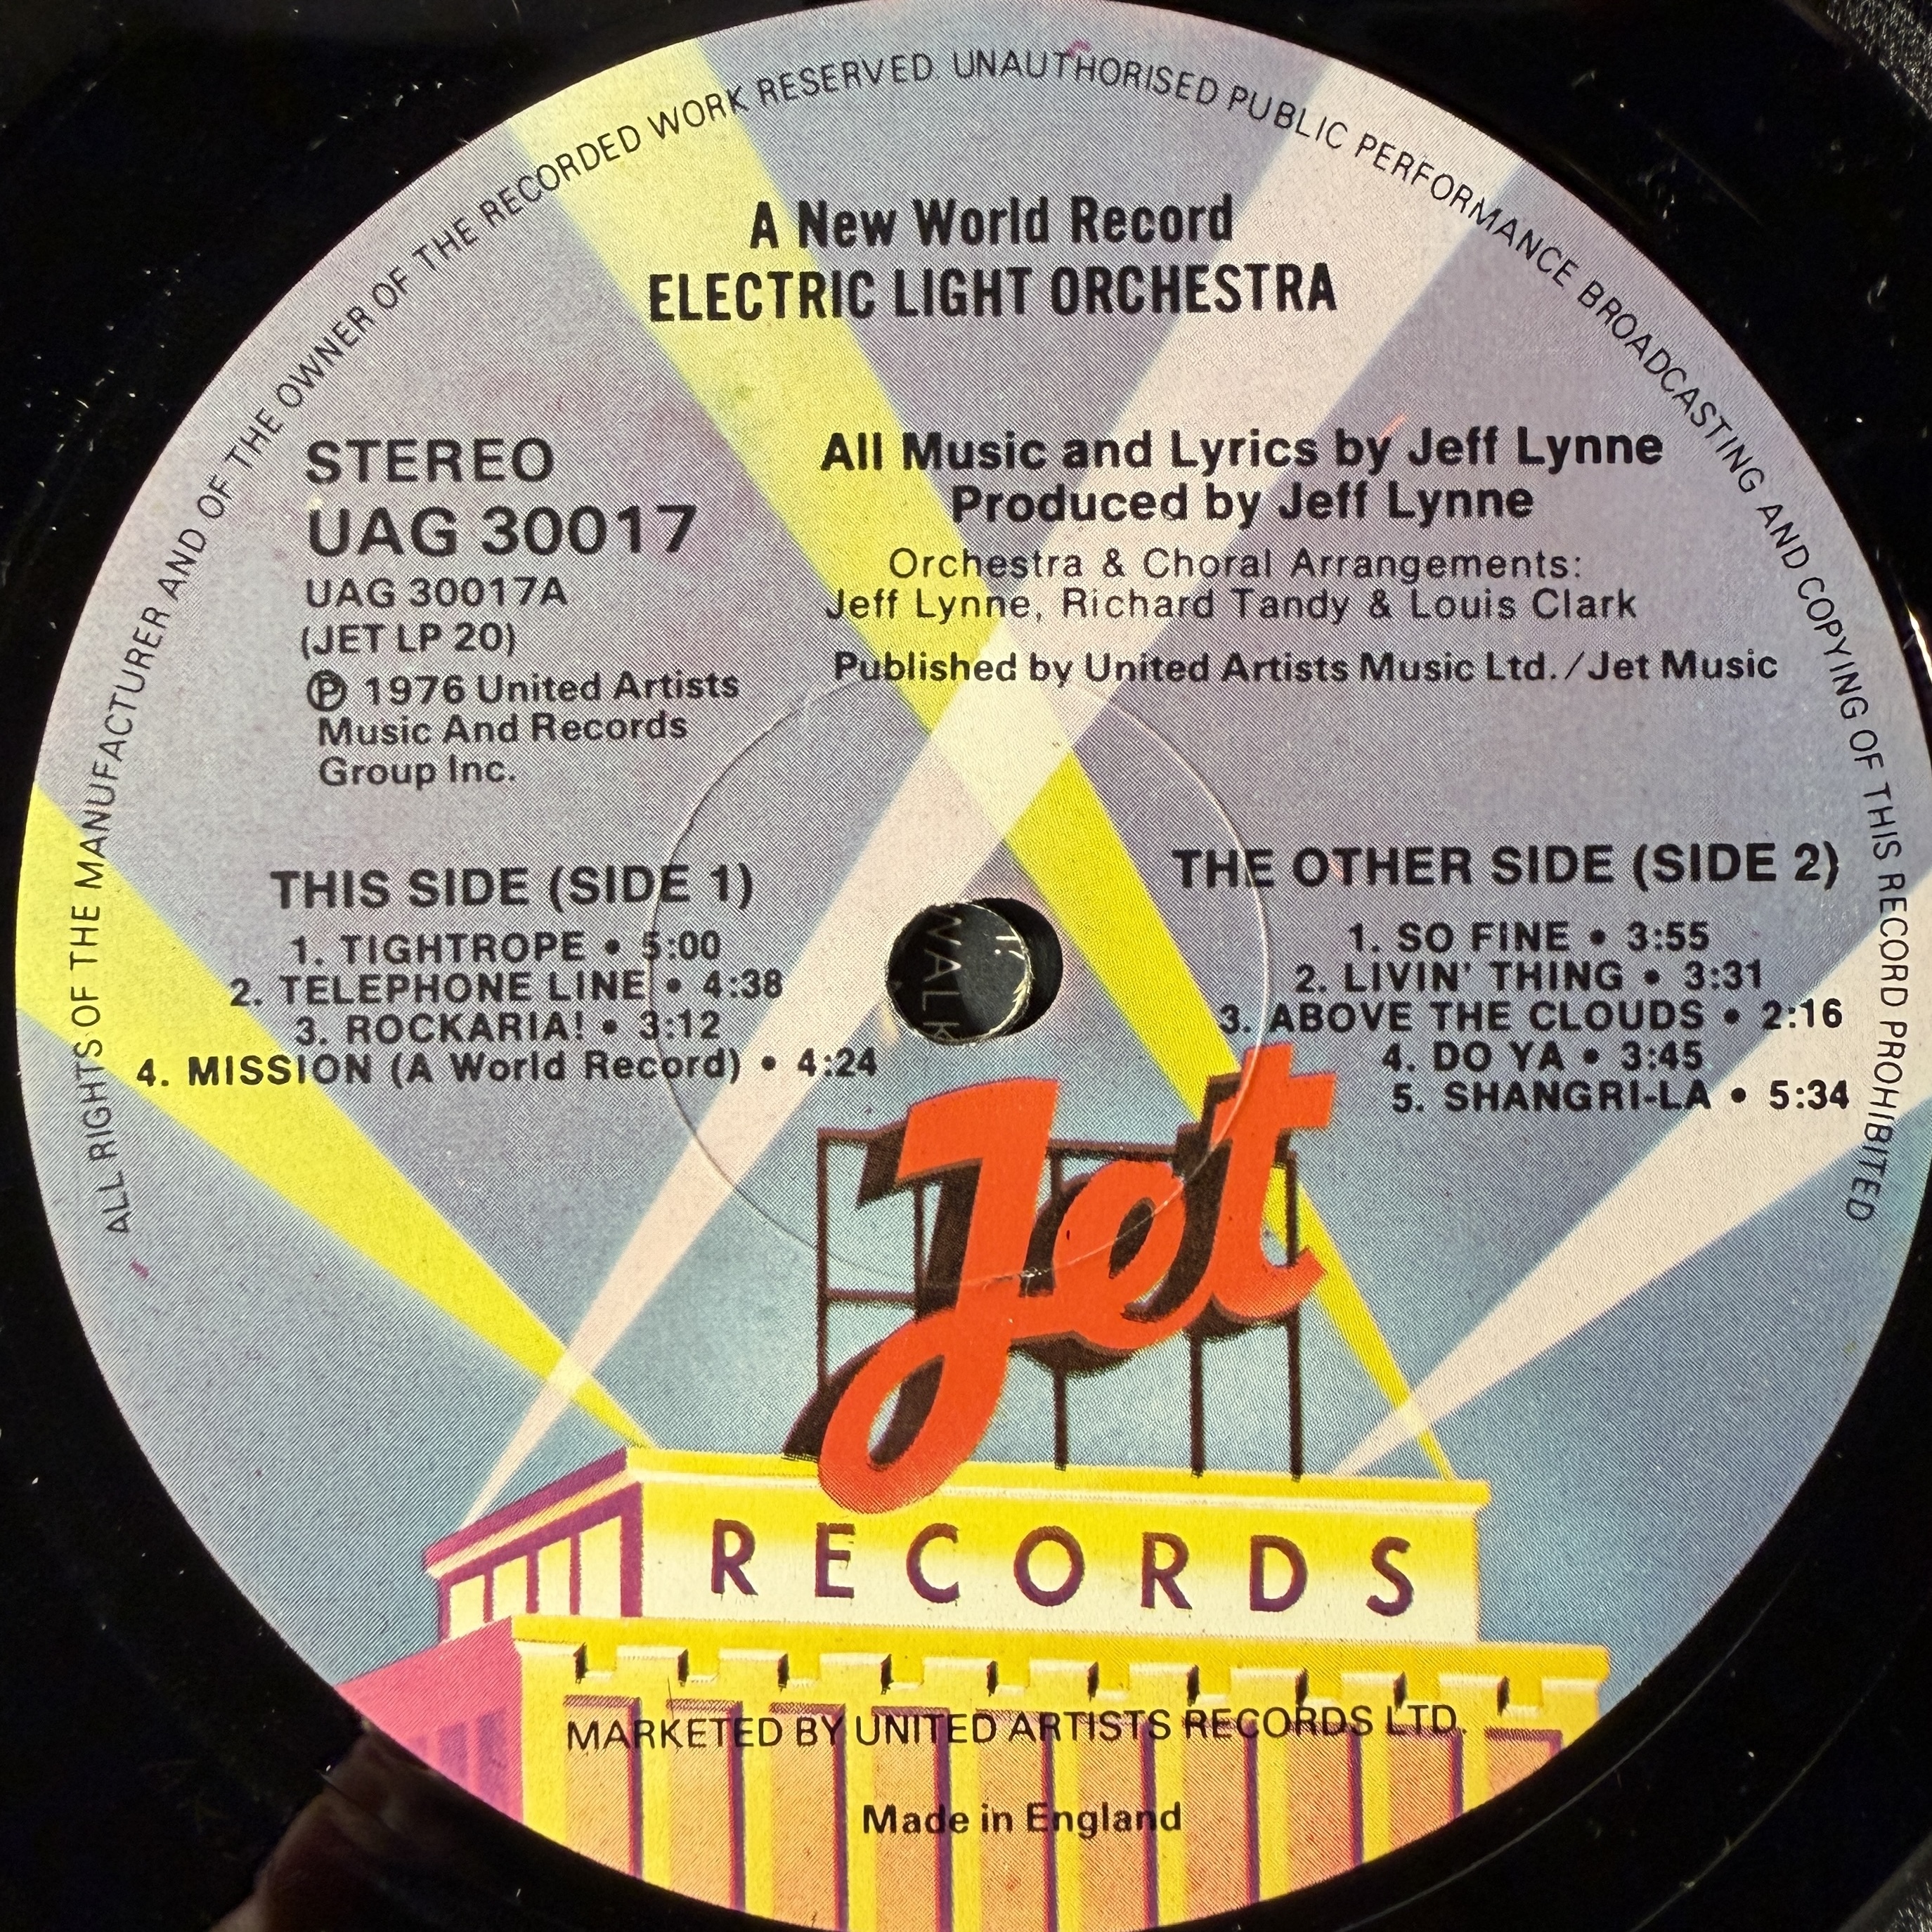 ALL RIGHTS OF THE MANUFACTURER AND OF THE OWNER OF THE RECORDED WORK RESERVED. UNAUTHORISED PUBLIC PERFORMANCE BROADCASTING AND COPYING OF THIS RECORD PROHIBITED
A New World Record
ELECTRIC LIGHT ORCHESTRA
STEREO
UAG 30017
UAG 30017A
(JET LP 20)
℗ 1976 United Artists
Music And Records
Group Inc.
All Music and Lyrics by Jeff Lynne
Produced by Jeff Lynne
Orchestra & Choral Arrangements:
Jeff Lynne, Richard Tandy & Louis Clark
Published by United Artists Music Ltd./Jet Music
THIS SIDE (SIDE 1)
1. TIGHTROPE • 5:00
2. TELEPHONE LINE • 4:38
3. ROCKARIA! • 3:12
4. MISSION (A World Record) • 4:24
THE OTHER SIDE (SIDE 2)
1. SO FINE • 3:55
2. LIVIN' THING • 3:31
3. ABOVE THE CLOUDS • 2:16
4. DO YA • 3:45
5. SHANGRI-LA • 5:34
Jet
RECORDS
MARKETED BY UNITED ARTISTS RECORDS LTD.
Made in England